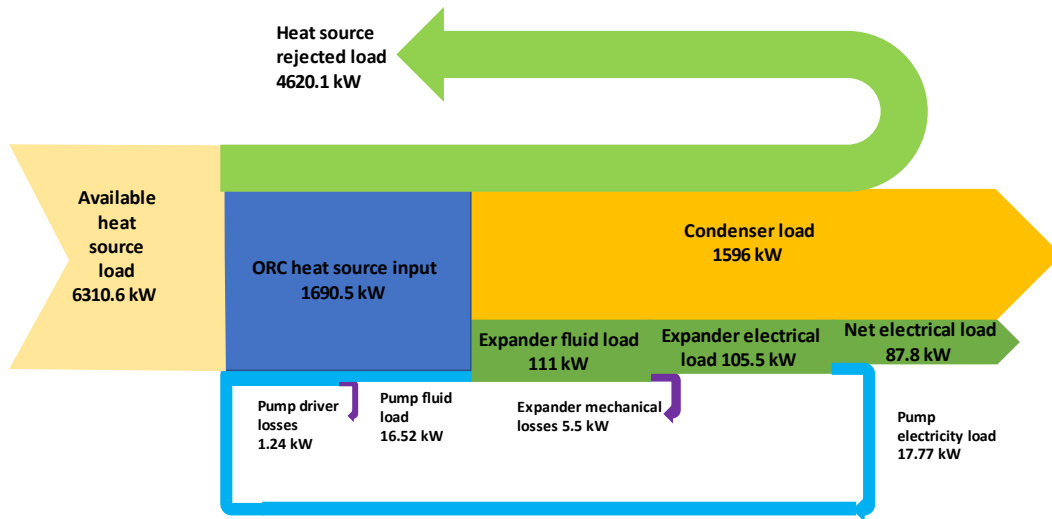 Heat source
rejected load
4620.1 kW
Available
heat
source
load
6310.6 kW
ORC heat source input
1690.5 kW
Condenser load
1596 kW
Expander fluid load
111 kW
Expander electrical
load 105.5 kW
Net electrical load
87.8 kW
Pump driver
losses
1.24 kW
Pump fluid
load
16.52 kW
Expander mechanical
losses 5.5 kW
Pump
electricity load
17.77 kW